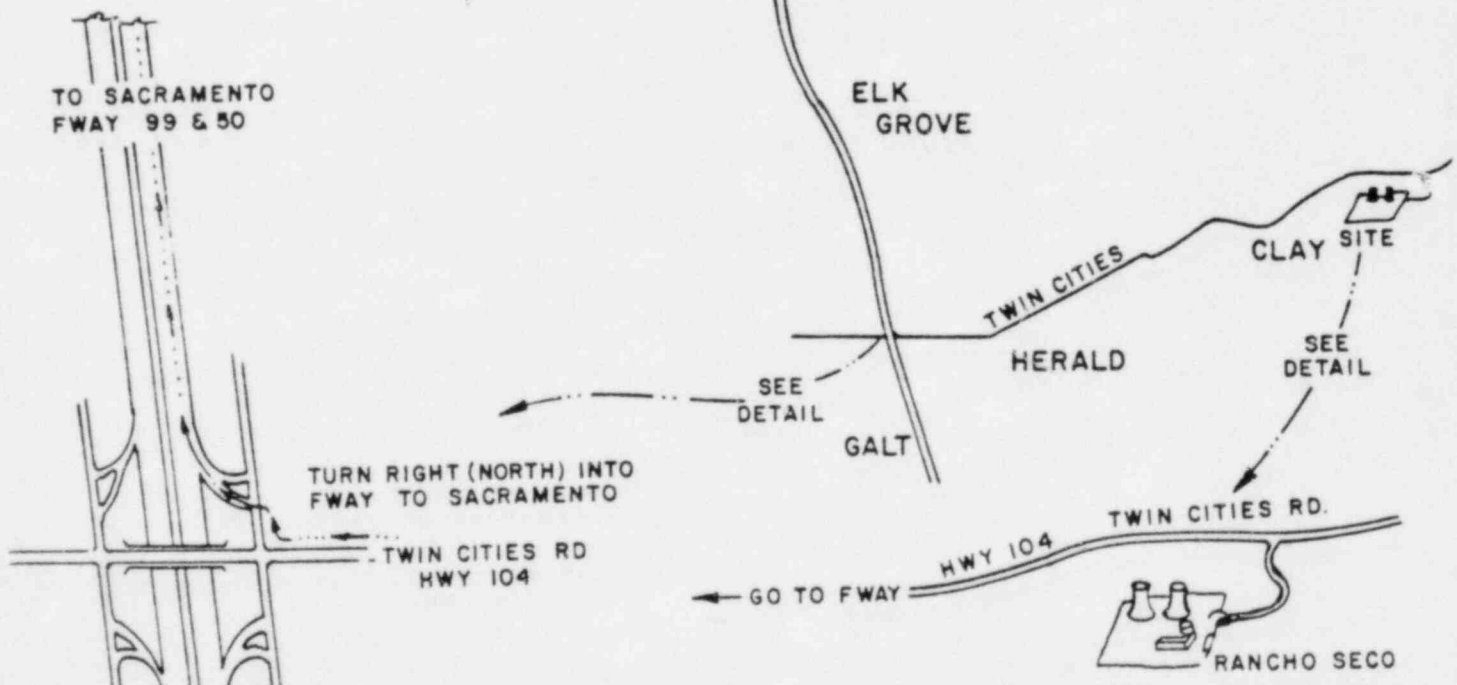 TO SACRAMENTO
FWAY 99 & 50
ELK
GROVE
TWIN CITIES
CLAY
SITE
HERALD
SEE
DETAIL
SEE
DETAIL
GALT
TURN RIGHT (NORTH) INTO
FWAY TO SACRAMENTO
TWIN CITIES RD
HWY 104
TWIN CITIES RD.
HWY 104
GO TO FWAY
RANCHO SECO